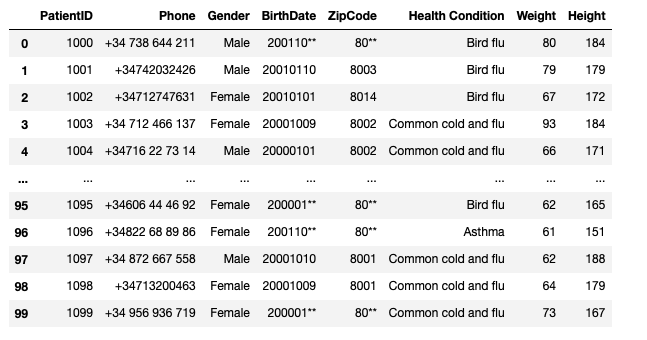 PatientID Phone Gender BirthDate ZipCode Health Condition Weight Height
0 1000 +34 738 644 211 Male 200110** 80** Bird flu 80 184
1 1001 +34742032426 Male 20010110 8003 Bird flu 79 179
2 1002 +34712747631 Female 20010101 8014 Bird flu 67 172
3 1003 +34 712 466 137 Female 20001009 8002 Common cold and flu 93 184
4 1004 +34716 22 73 14 Male 20000101 8002 Common cold and flu 66 171
... ... ... ... ... ... ... ... ...
95 1095 +34606 44 46 92 Female 200001** 80** Bird flu 62 165
96 1096 +34822 68 89 86 Female 200110** 80** Asthma 61 151
97 1097 +34 872 667 558 Male 20001010 8001 Common cold and flu 62 188
98 1098 +34713200463 Female 20001009 8001 Common cold and flu 64 179
99 1099 +34 956 936 719 Female 200001** 80** Common cold and flu 73 167